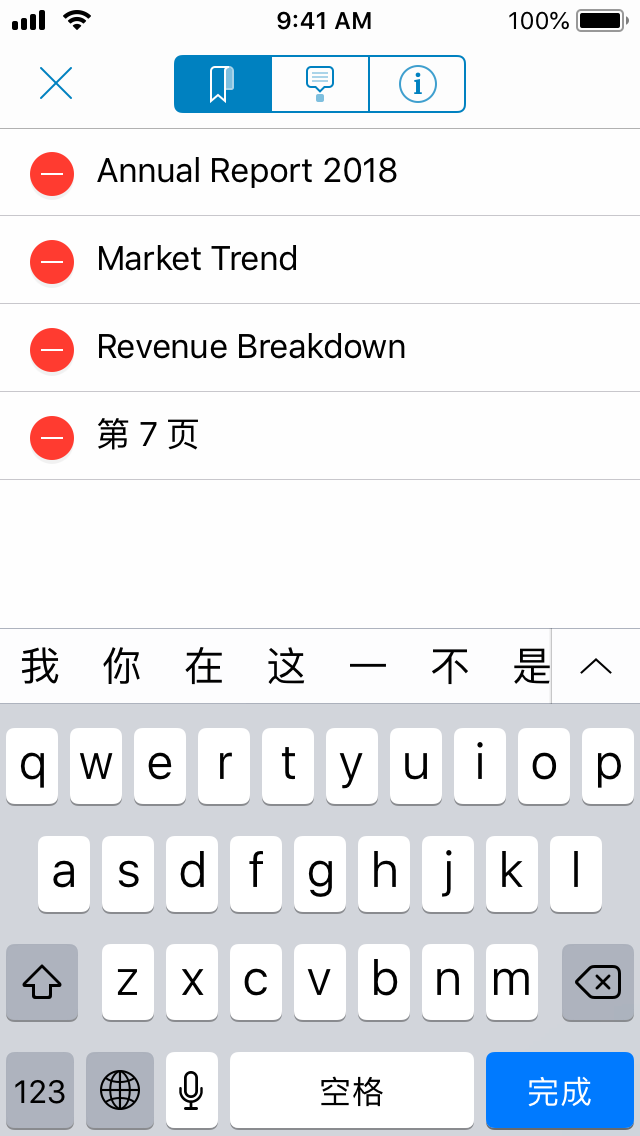 9:41 AM 100%
i
Annual Report 2018
Market Trend
Revenue Breakdown
第 7 页
我 你 在 这 一 不 是
q w e r t y u i o p
a s d f g h j k l
z x c v b n m
123 空格 完成